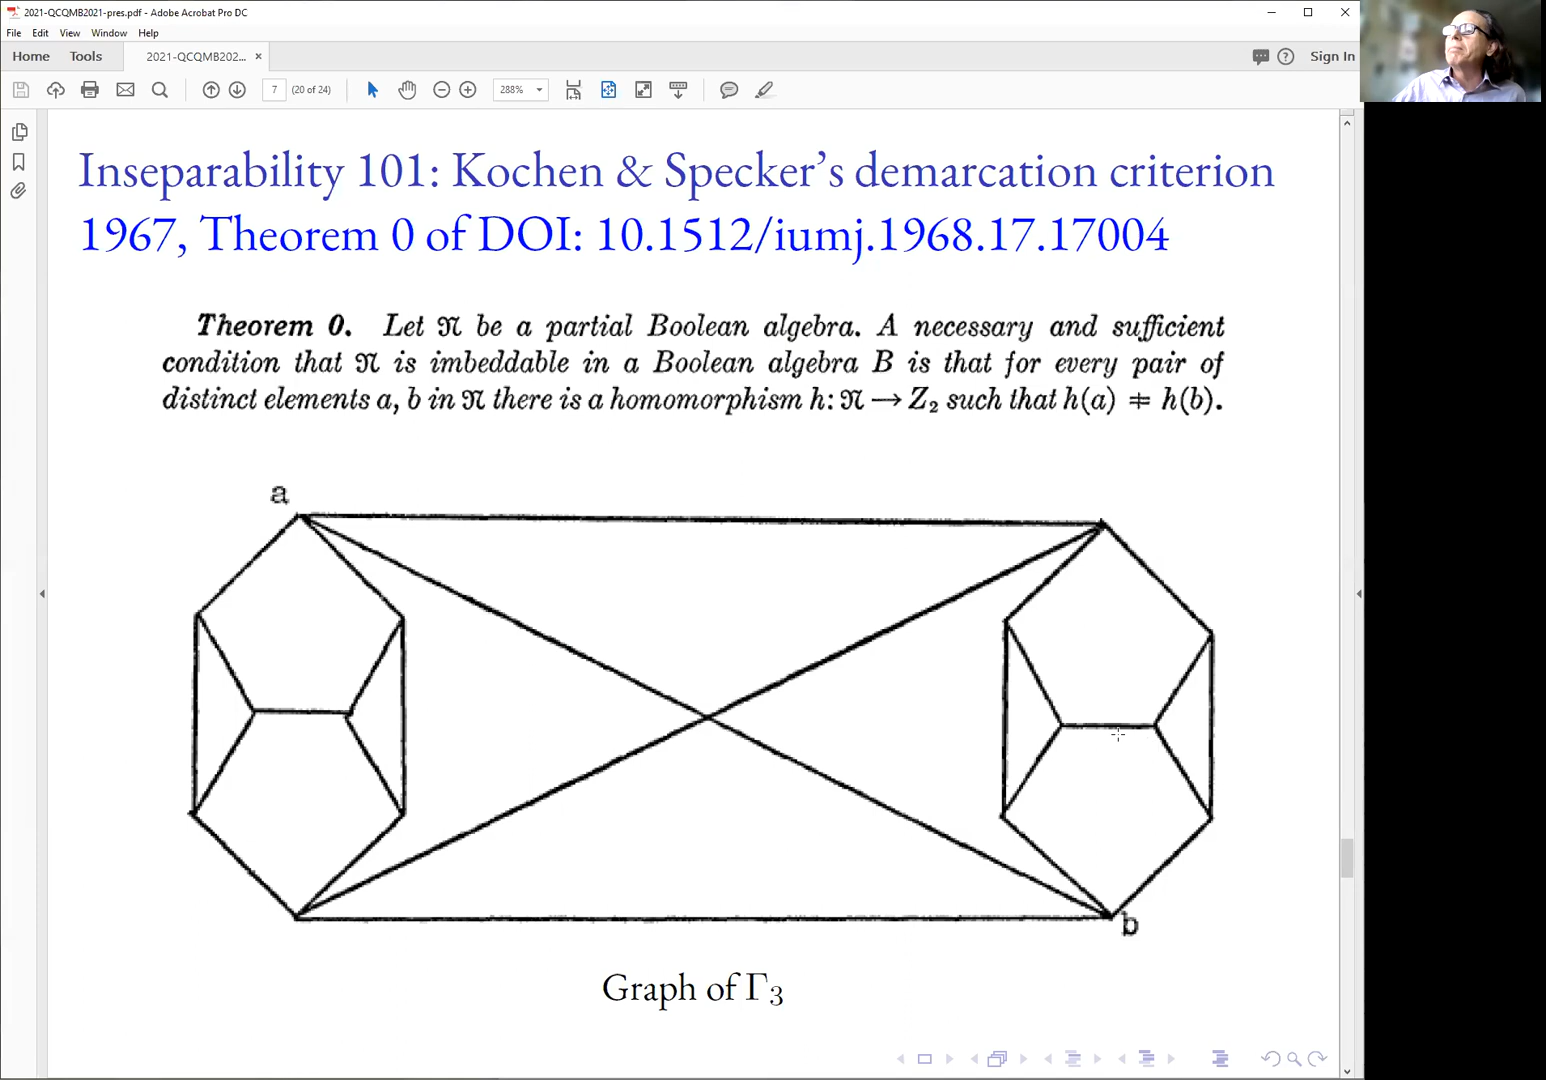 2021-QCQMB2021-pres.pdf - Adobe Acrobat Pro DC
File Edit View Window Help
Home Tools 2021-QCQMB202... × Sign In
7 (20 of 24) 288%
Inseparability 101: Kochen & Specker’s demarcation criterion
1967, Theorem 0 of DOI: 10.1512/iumj.1968.17.17004
Theorem 0. Let 𝔑 be a partial Boolean algebra. A necessary and sufficient
condition that 𝔑 is imbeddable in a Boolean algebra B is that for every pair of
distinct elements a, b in 𝔑 there is a homomorphism h: 𝔑 → Z₂ such that h(a) ≠ h(b).
a
b
Graph of Γ₃